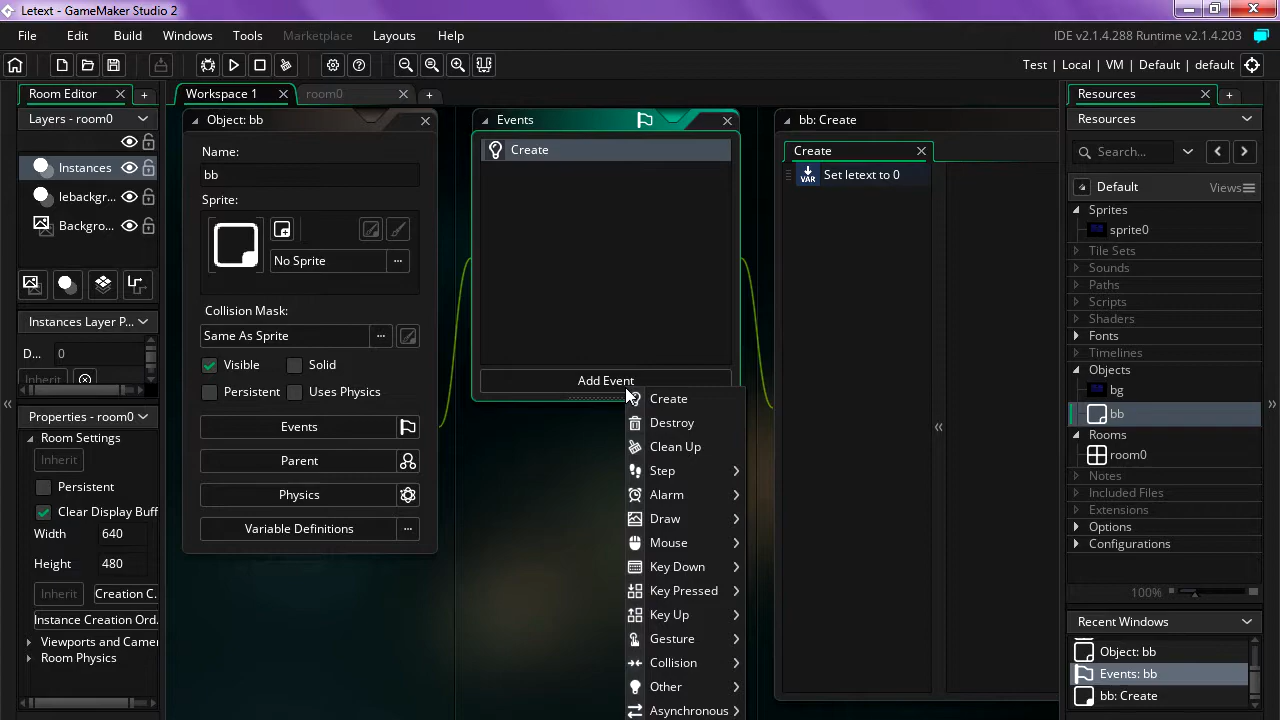 Letext - GameMaker Studio 2
File Edit Build Windows Tools Marketplace Layouts Help
IDE v2.1.4.288 Runtime v2.1.4.203
Test | Local | VM | Default | default
Room Editor
Layers - room0
Instances
lebackgr...
Backgro...
Instances Layer P...
D... 0
Inherit
Properties - room0
Room Settings
Inherit
Persistent
Clear Display Buff
Width 640
Height 480
Inherit Creation C...
Instance Creation Ord...
Viewports and Camer
Room Physics
Workspace 1
room0
Object: bb
Name:
bb
Sprite:
No Sprite ...
Collision Mask:
Same As Sprite ...
Visible
Solid
Persistent
Uses Physics
Events
Parent
Physics
Variable Definitions ...
Events
Create
Add Event
Create
Destroy
Clean Up
Step
Alarm
Draw
Mouse
Key Down
Key Pressed
Key Up
Gesture
Collision
Other
Asynchronous
bb: Create
Create
VAR Set letext to 0
Resources
Resources
Search...
Default Views
Sprites
sprite0
Tile Sets
Sounds
Paths
Scripts
Shaders
Fonts
Timelines
Objects
bg
bb
Rooms
room0
Notes
Included Files
Extensions
Options
Configurations
100%
Recent Windows
Object: bb
Events: bb
bb: Create